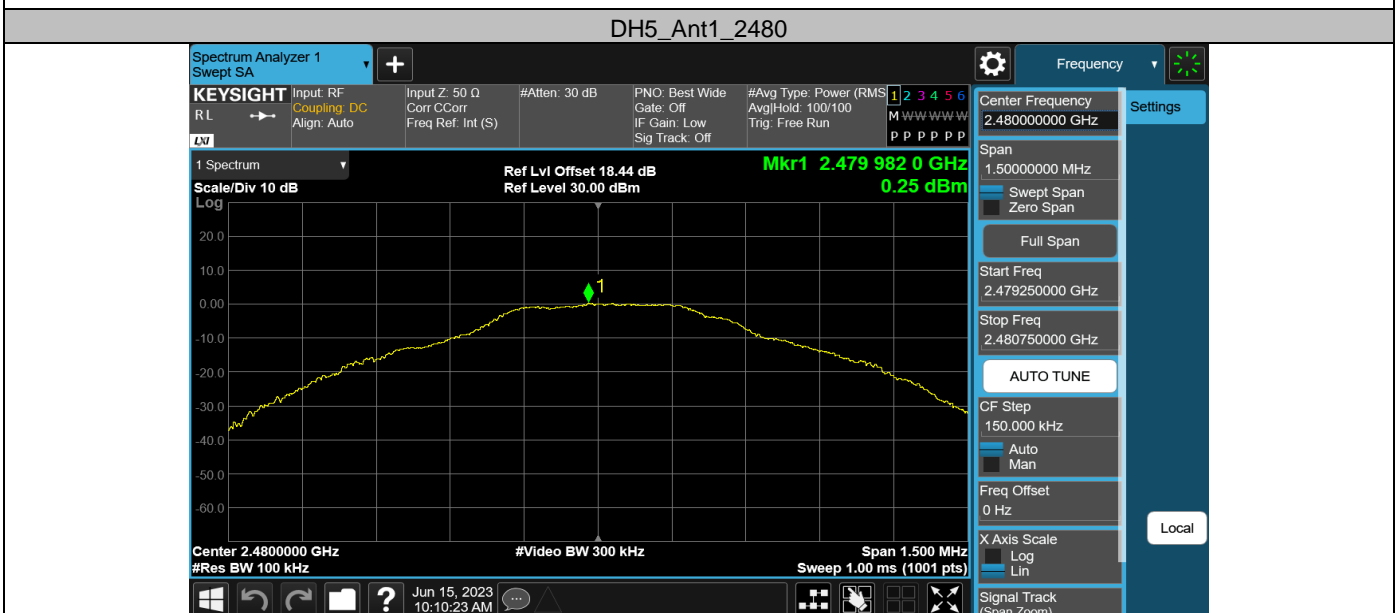 DH5_Ant1_2480
Spectrum Analyzer 1
Swept SA
Frequency
KEYSIGHT
RL
LXI
Input: RF
Coupling: DC
Align: Auto
Input Z: 50 Ω
Corr CCorr
Freq Ref: Int (S)
#Atten: 30 dB
PNO: Best Wide
Gate: Off
IF Gain: Low
Sig Track: Off
#Avg Type: Power (RMS
Avg|Hold: 100/100
Trig: Free Run
1 2 3 4 5 6
M W W W W W
P P P P P P
1 Spectrum
Scale/Div 10 dB
Log
Ref Lvl Offset 18.44 dB
Ref Level 30.00 dBm
Mkr1 2.479 982 0 GHz
0.25 dBm
1
20.0
10.0
0.00
-10.0
-20.0
-30.0
-40.0
-50.0
-60.0
Center 2.4800000 GHz
#Res BW 100 kHz
#Video BW 300 kHz
Span 1.500 MHz
Sweep 1.00 ms (1001 pts)
Center Frequency
2.480000000 GHz
Settings
Span
1.50000000 MHz
Swept Span
Zero Span
Full Span
Start Freq
2.479250000 GHz
Stop Freq
2.480750000 GHz
AUTO TUNE
CF Step
150.000 kHz
Auto
Man
Freq Offset
0 Hz
X Axis Scale
Log
Lin
Local
Signal Track
(Span Zoom)
?
Jun 15, 2023
10:10:23 AM